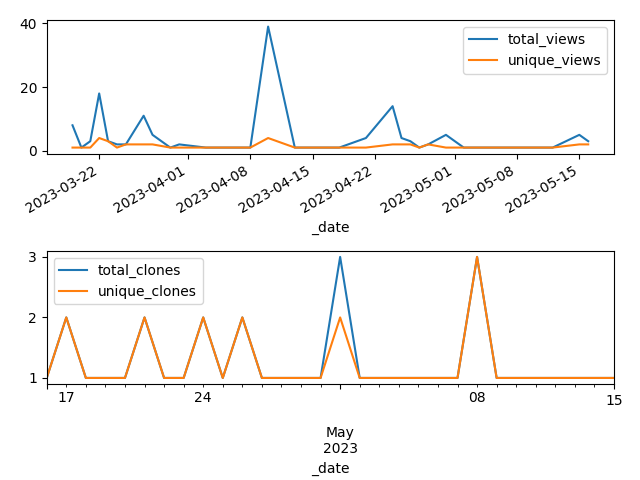 40
20
0
total_views
unique_views
2023-03-22
2023-04-01
2023-04-08
2023-04-15
2023-04-22
2023-05-01
2023-05-08
2023-05-15
_date
3
2
1
total_clones
unique_clones
17
24
08
15
May
2023
_date